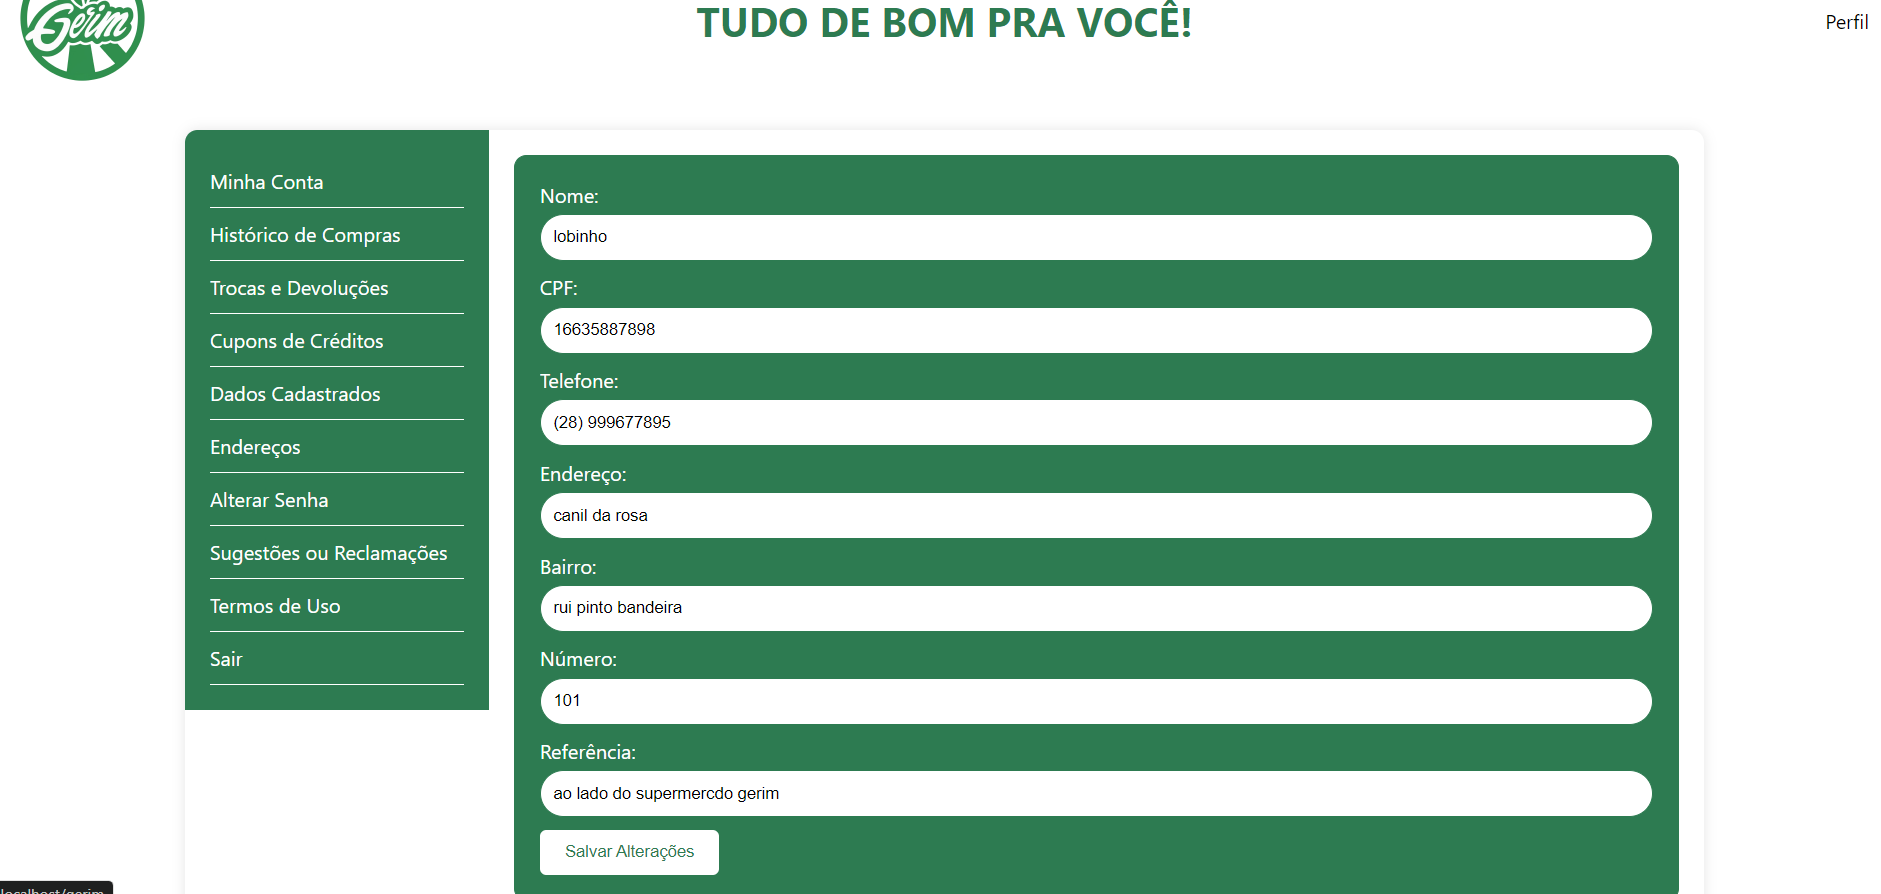 Gerim
TUDO DE BOM PRA VOCÊ!
Perfil
Minha Conta
Histórico de Compras
Trocas e Devoluções
Cupons de Créditos
Dados Cadastrados
Endereços
Alterar Senha
Sugestões ou Reclamações
Termos de Uso
Sair
Nome:
lobinho
CPF:
16635887898
Telefone:
(28) 999677895
Endereço:
canil da rosa
Bairro:
rui pinto bandeira
Número:
101
Referência:
ao lado do supermercdo gerim
Salvar Alterações
localhost/gerim